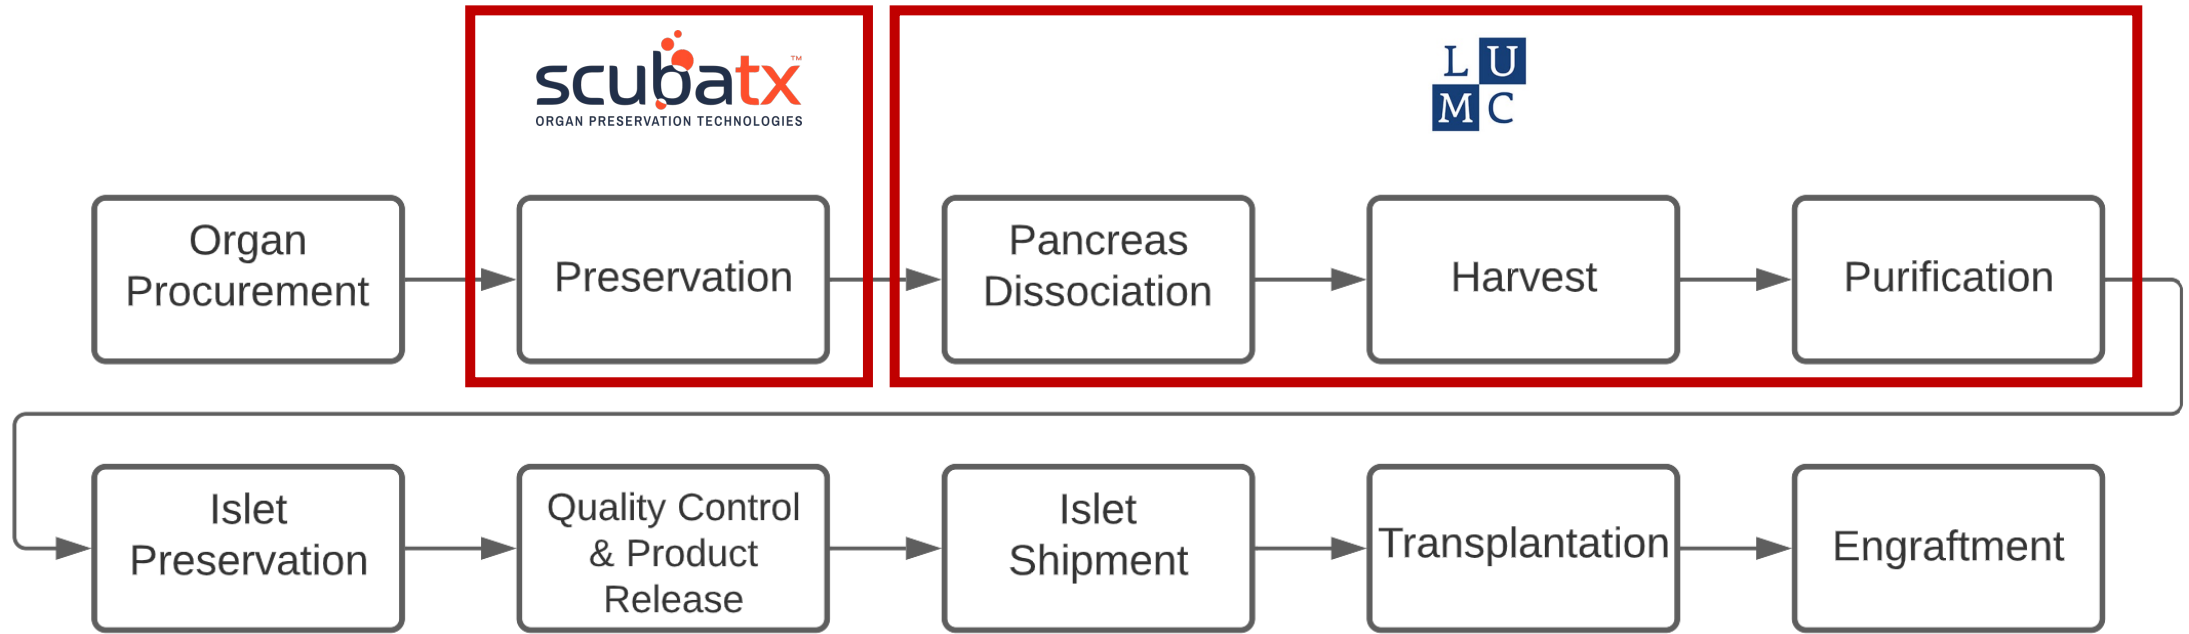 scubatx™
ORGAN PRESERVATION TECHNOLOGIES
L U
M C
Organ
Procurement
Preservation
Pancreas
Dissociation
Harvest
Purification
Islet
Preservation
Quality Control
& Product
Release
Islet
Shipment
Transplantation
Engraftment